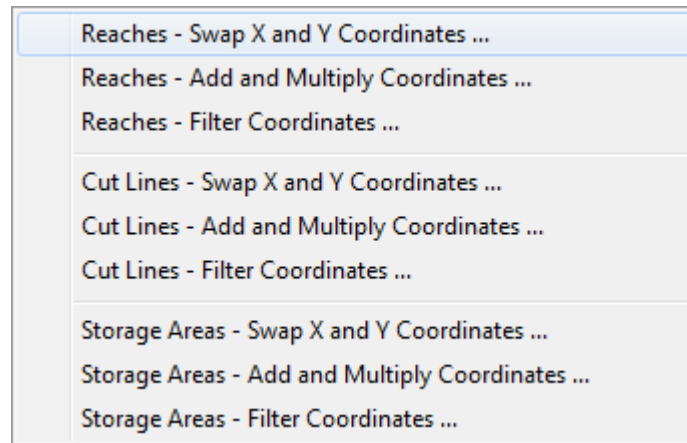 Reaches - Swap X and Y Coordinates ...
Reaches - Add and Multiply Coordinates ...
Reaches - Filter Coordinates ...
Cut Lines - Swap X and Y Coordinates ...
Cut Lines - Add and Multiply Coordinates ...
Cut Lines - Filter Coordinates ...
Storage Areas - Swap X and Y Coordinates ...
Storage Areas - Add and Multiply Coordinates ...
Storage Areas - Filter Coordinates ...